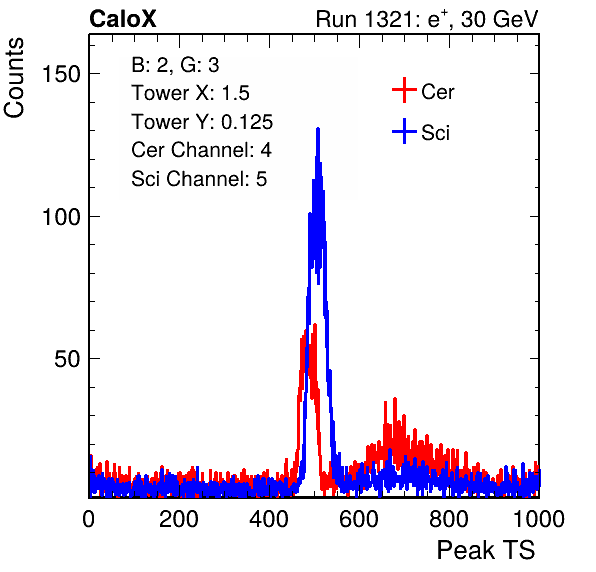 CaloX Run 1321: e⁺, 30 GeV
Counts
150
100
50
B: 2, G: 3
Tower X: 1.5
Tower Y: 0.125
Cer Channel: 4
Sci Channel: 5
Cer
Sci
0 200 400 600 800 1000
Peak TS